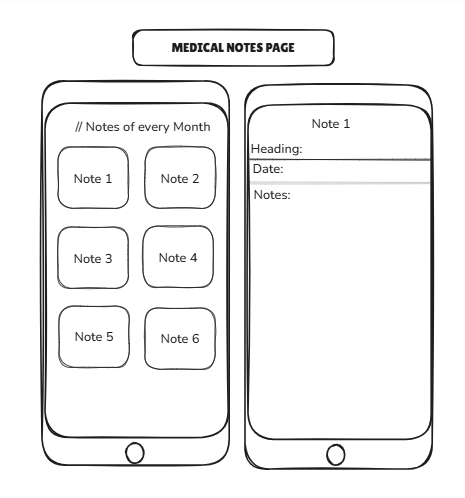 MEDICAL NOTES PAGE
// Notes of every Month
Note 1
Note 2
Note 3
Note 4
Note 5
Note 6
Note 1
Heading:
Date:
Notes: